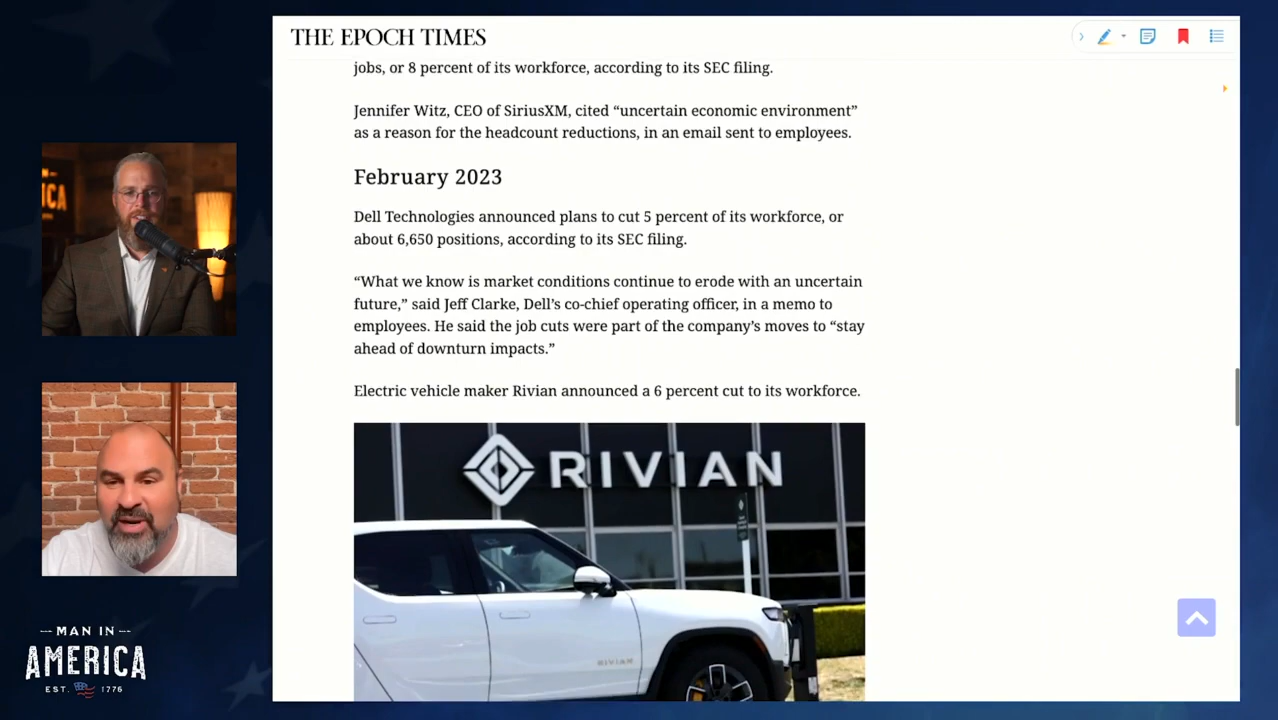 THE EPOCH TIMES
jobs, or 8 percent of its workforce, according to its SEC filing.
Jennifer Witz, CEO of SiriusXM, cited “uncertain economic environment”
as a reason for the headcount reductions, in an email sent to employees.
February 2023
Dell Technologies announced plans to cut 5 percent of its workforce, or
about 6,650 positions, according to its SEC filing.
“What we know is market conditions continue to erode with an uncertain
future,” said Jeff Clarke, Dell’s co-chief operating officer, in a memo to
employees. He said the job cuts were part of the company’s moves to “stay
ahead of downturn impacts.”
Electric vehicle maker Rivian announced a 6 percent cut to its workforce.
RIVIAN
RIVIAN
ICA
MAN IN
AMERICA
EST. 1776